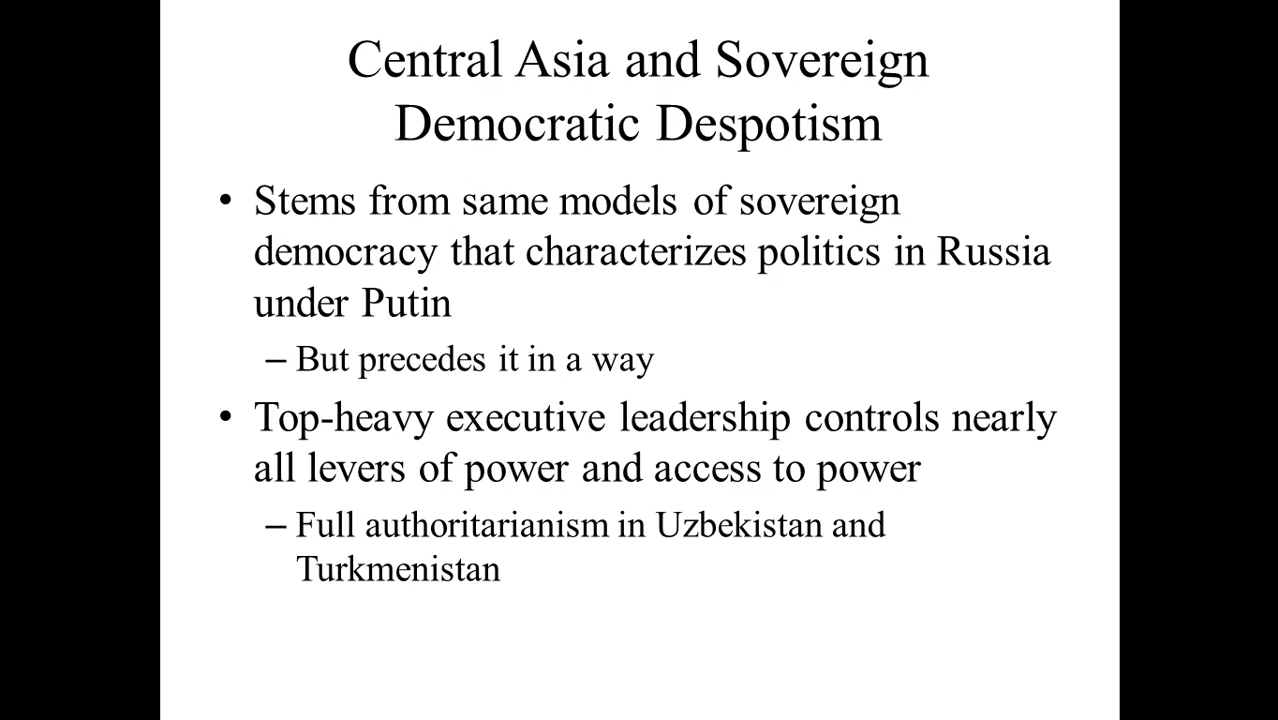 Central Asia and Sovereign
Democratic Despotism
• Stems from same models of sovereign
democracy that characterizes politics in Russia
under Putin
– But precedes it in a way
• Top-heavy executive leadership controls nearly
all levers of power and access to power
– Full authoritarianism in Uzbekistan and
Turkmenistan